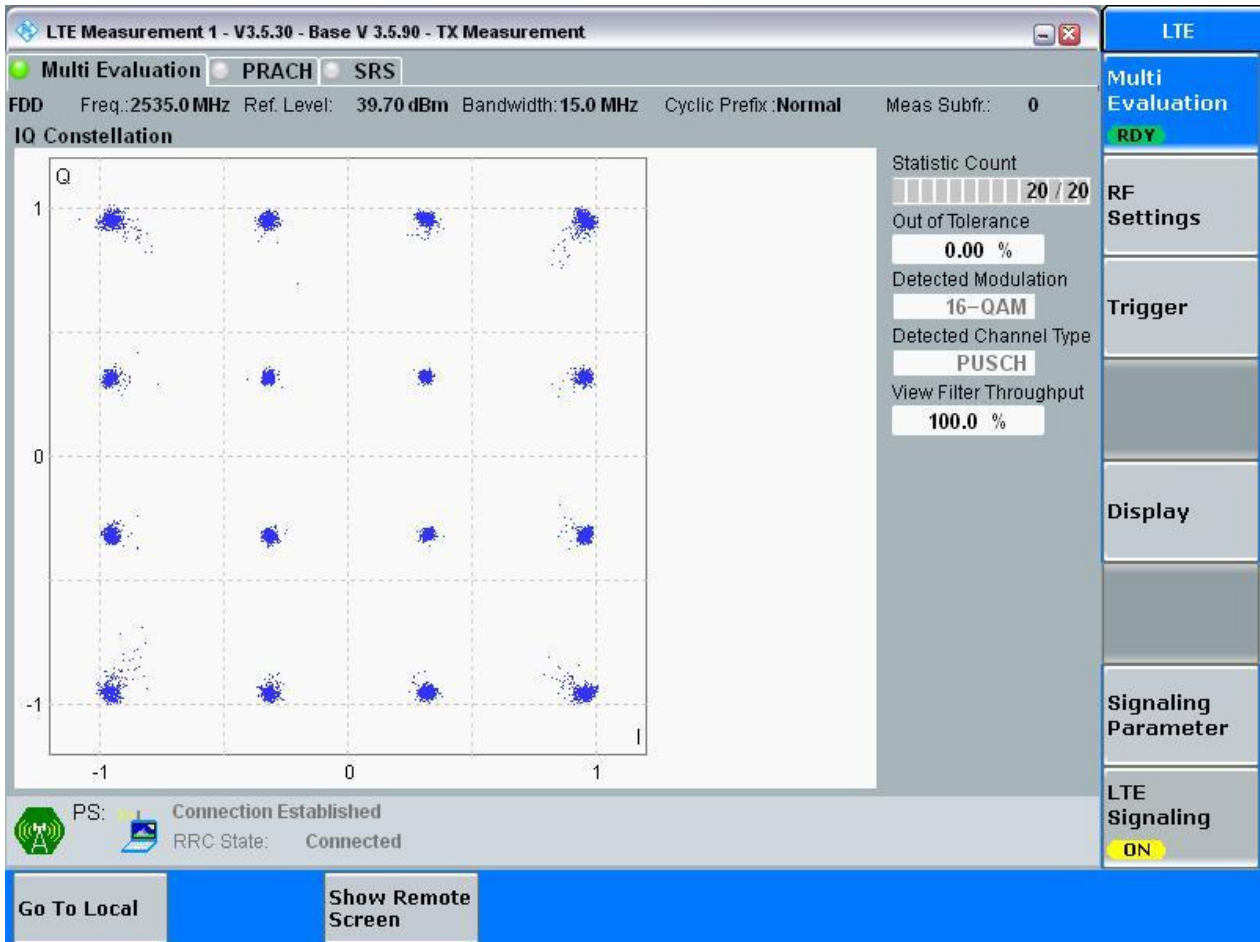 LTE Measurement 1 - V3.5.30 - Base V 3.5.90 - TX Measurement
LTE
Multi Evaluation PRACH SRS
FDD Freq.:2535.0 MHz Ref. Level: 39.70 dBm Bandwidth:15.0 MHz Cyclic Prefix :Normal Meas Subfr.: 0
IQ Constellation
Q
1
0
-1
-1 0 1
I
Statistic Count
20 / 20
Out of Tolerance
0.00 %
Detected Modulation
16-QAM
Detected Channel Type
PUSCH
View Filter Throughput
100.0 %
Multi
Evaluation
RDY
RF
Settings
Trigger
Display
Signaling
Parameter
LTE
Signaling
ON
PS: Connection Established
RRC State: Connected
Go To Local
Show Remote
Screen